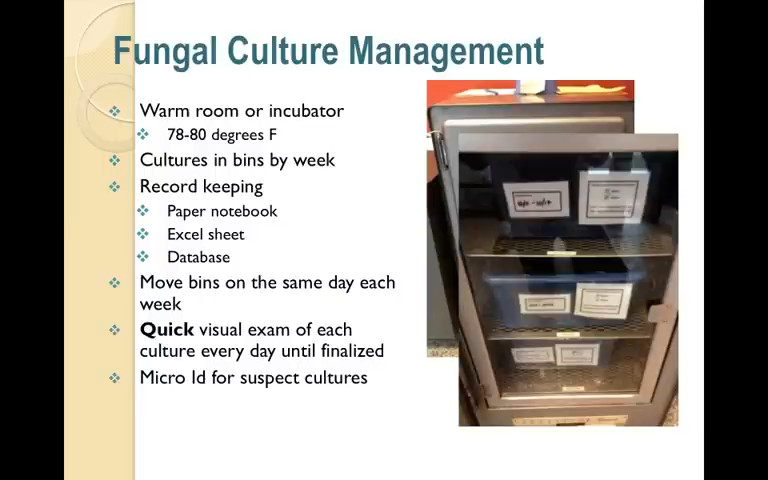 Fungal Culture Management
Warm room or incubator
78-80 degrees F
Cultures in bins by week
Record keeping
Paper notebook
Excel sheet
Database
Move bins on the same day each
week
Quick visual exam of each
culture every day until finalized
Micro Id for suspect cultures